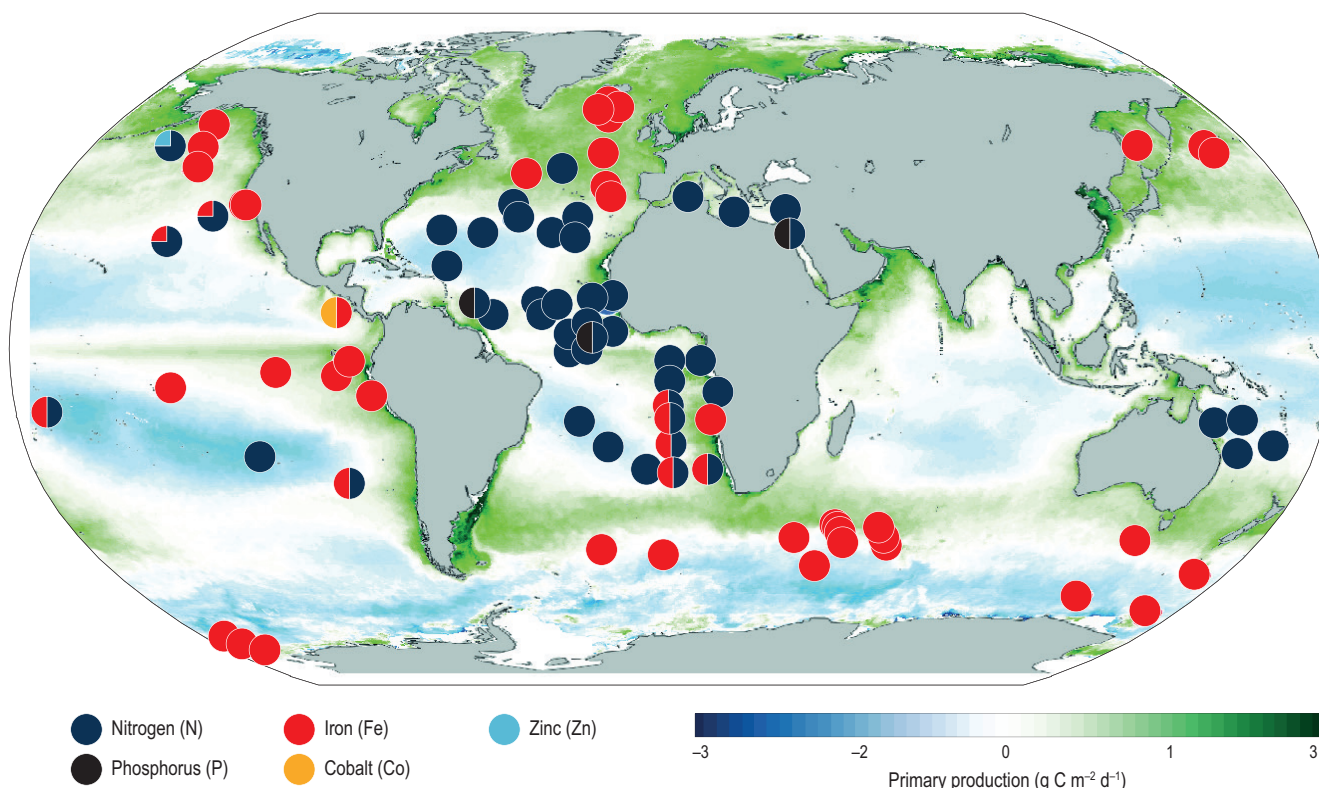 Nitrogen (N)
Iron (Fe)
Zinc (Zn)
Phosphorus (P)
Cobalt (Co)
–3
–2
0
1
3
Primary production (g C m⁻² d⁻¹)